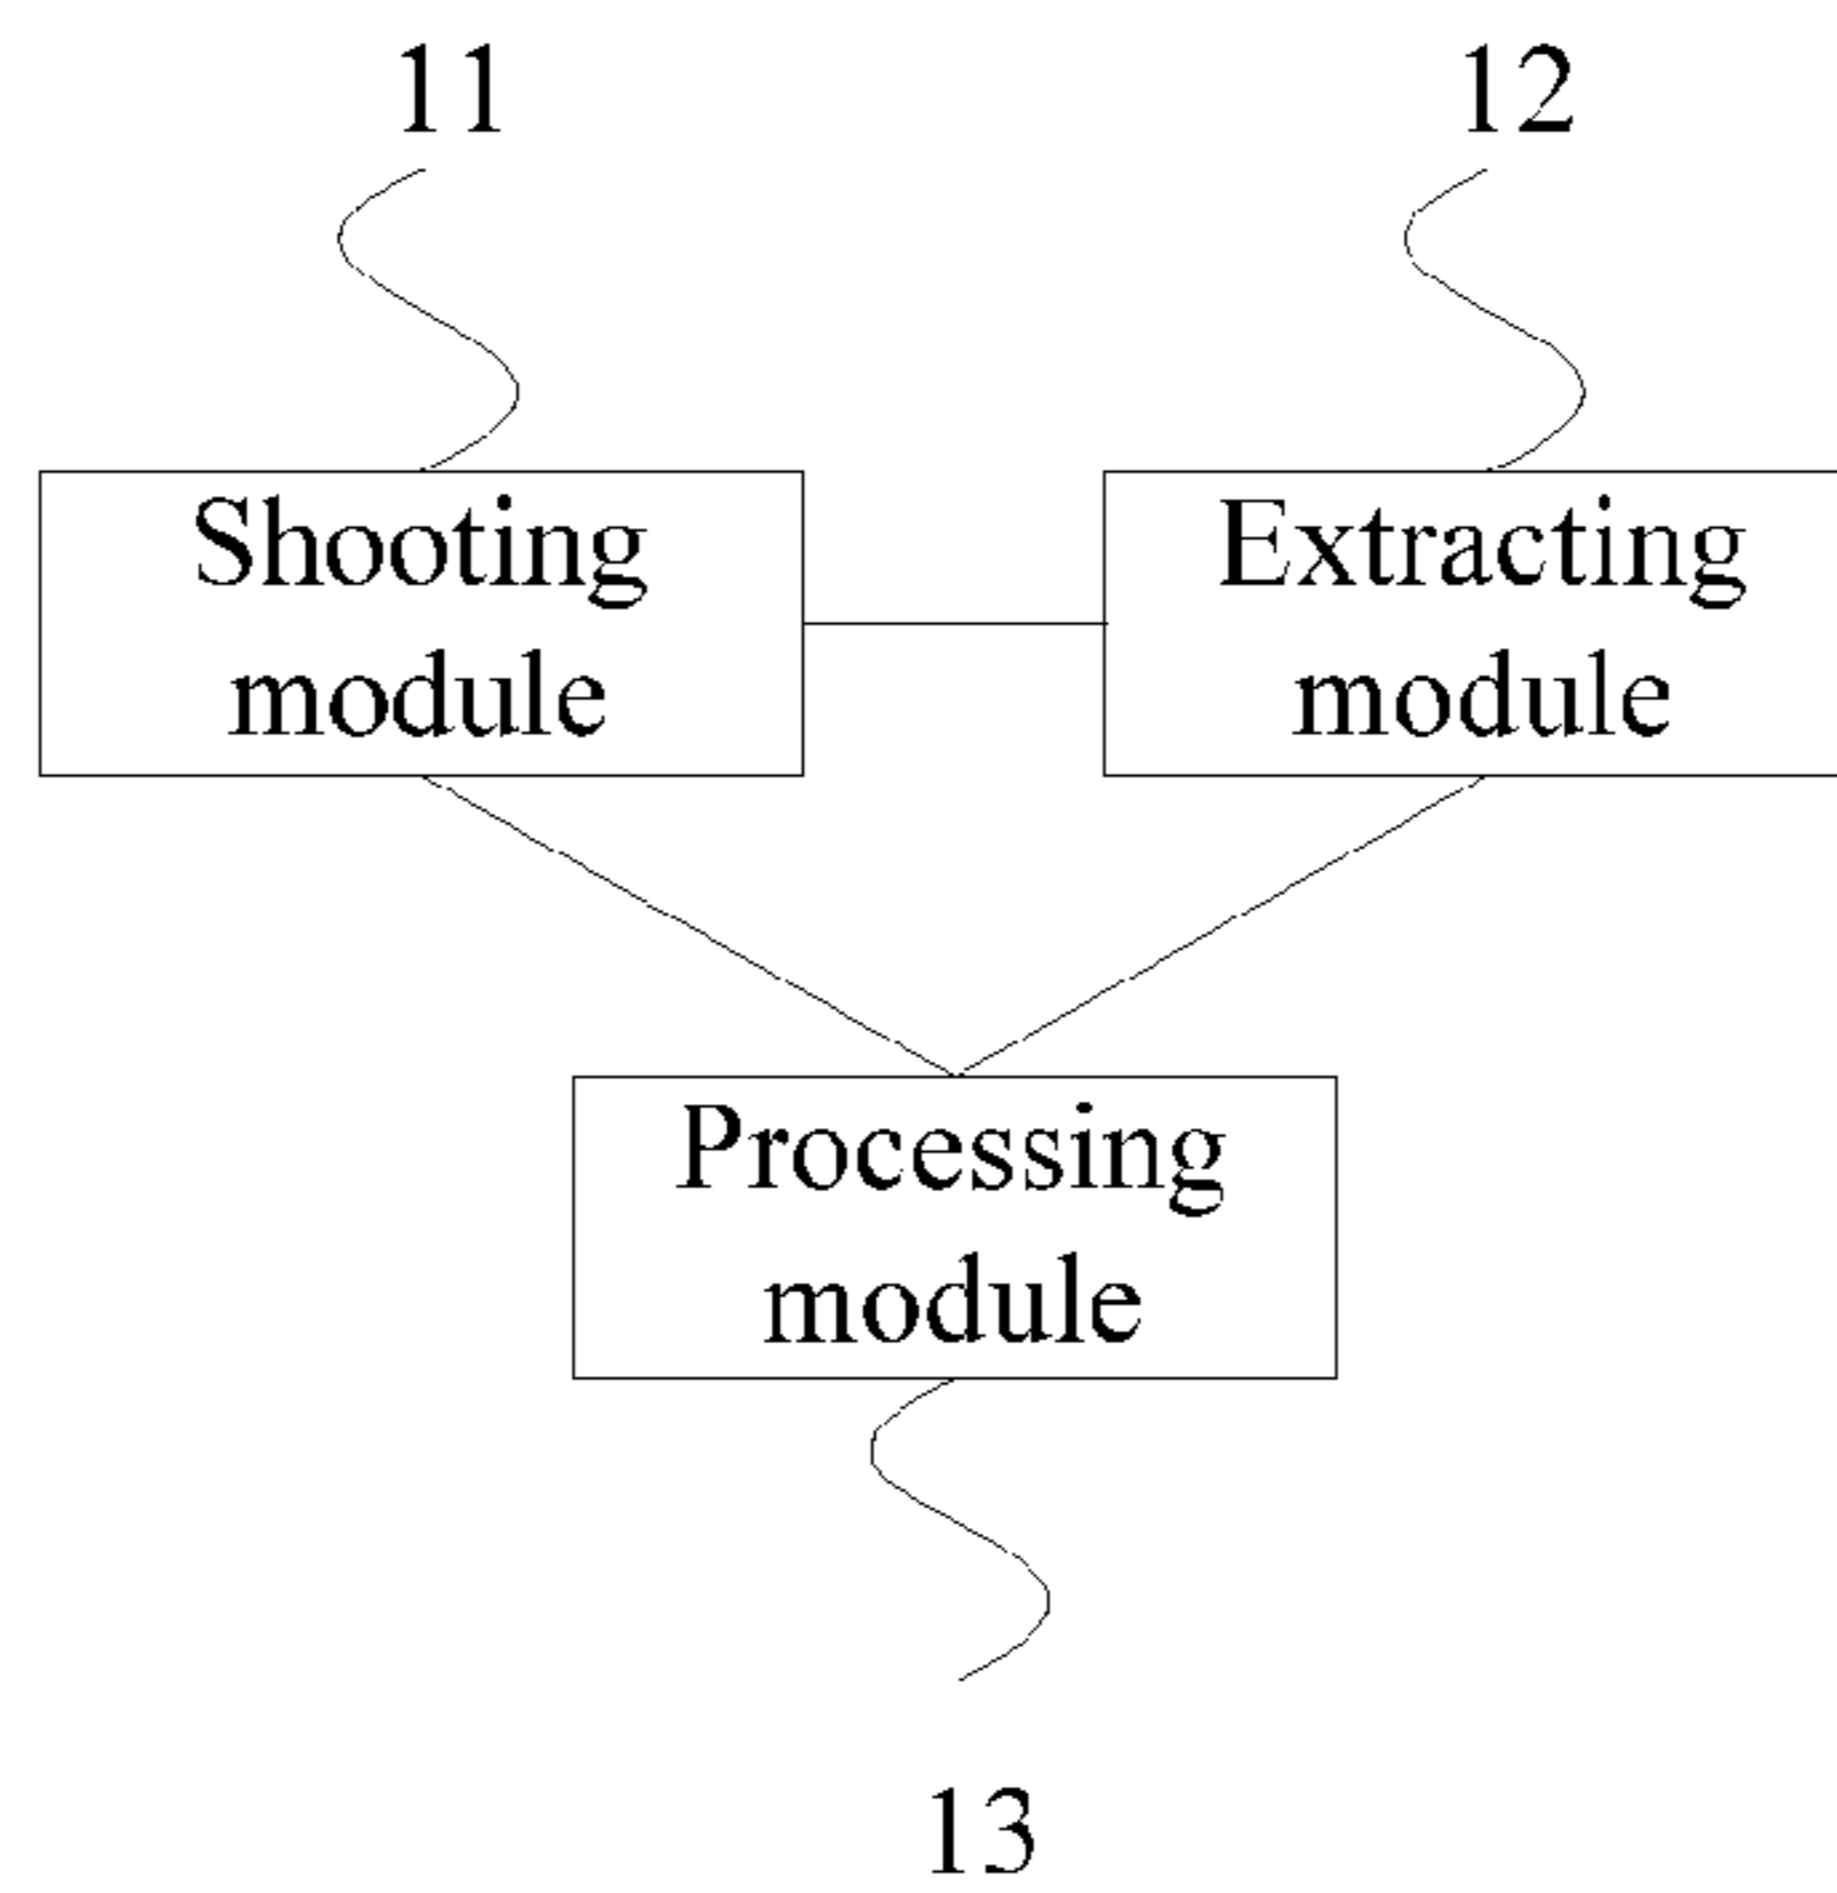 11
12
Shooting
module
Extracting
module
Processing
module
13